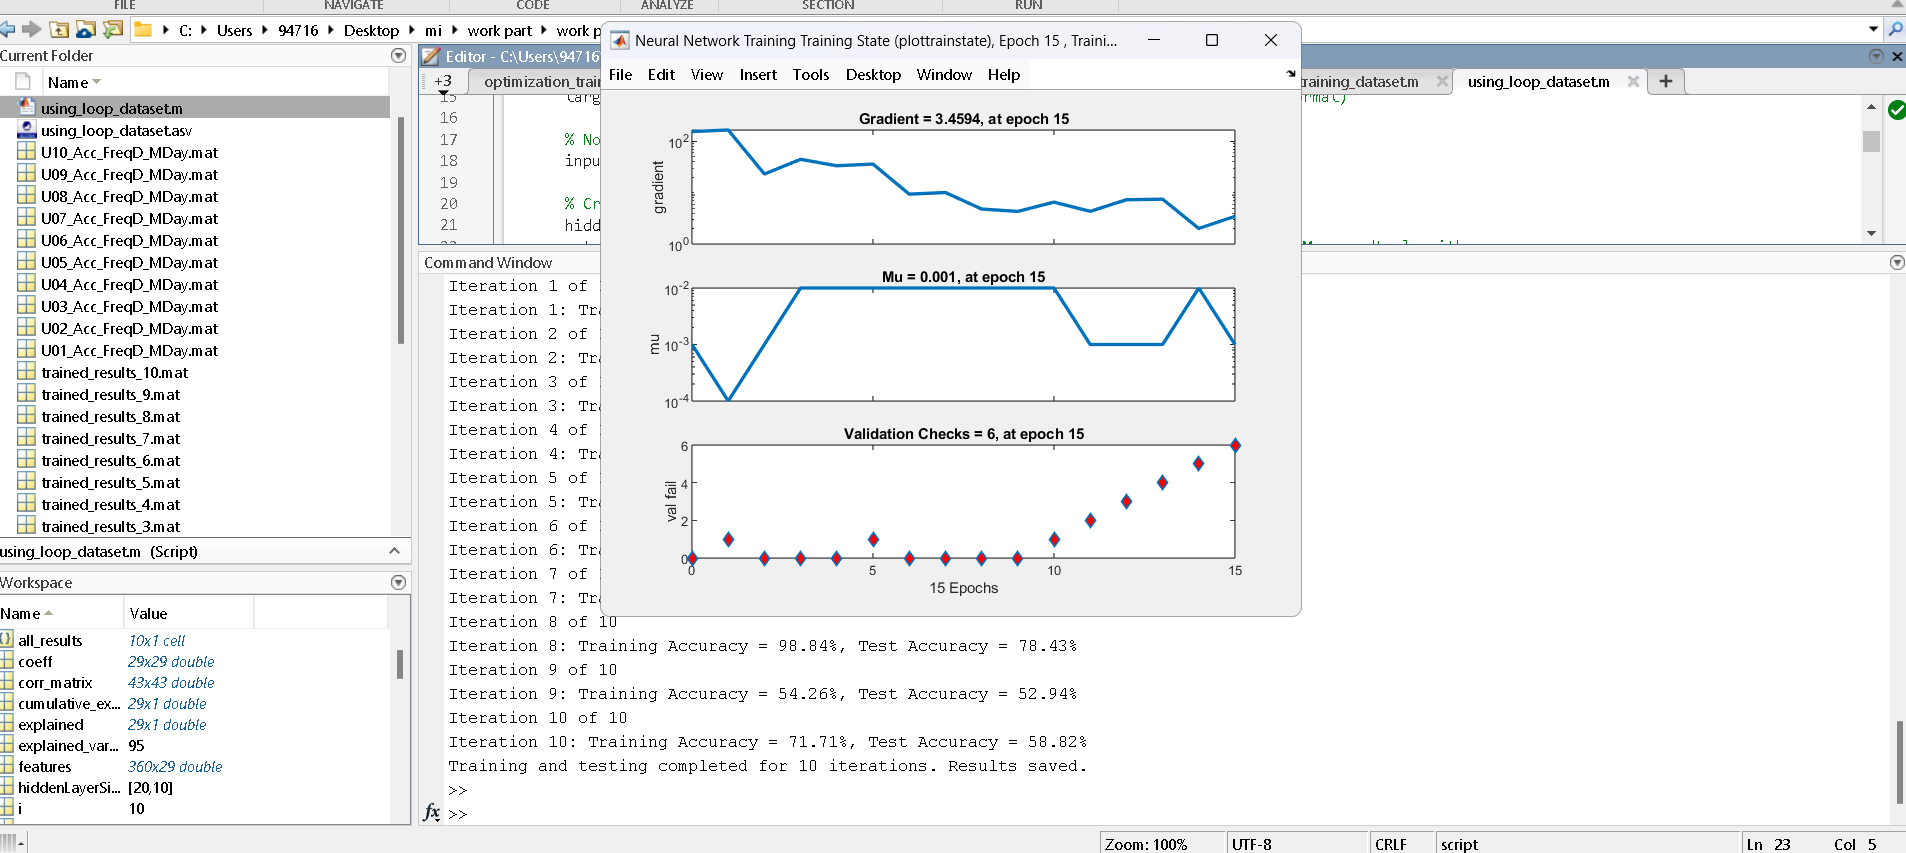 FILE NAVIGATE CODE ANALYZE SECTION RUN
C: Users 94716 Desktop mi work part work p
Current Folder
Name
using_loop_dataset.m
using_loop_dataset.asv
U10_Acc_FreqD_MDay.mat
U09_Acc_FreqD_MDay.mat
U08_Acc_FreqD_MDay.mat
U07_Acc_FreqD_MDay.mat
U06_Acc_FreqD_MDay.mat
U05_Acc_FreqD_MDay.mat
U04_Acc_FreqD_MDay.mat
U03_Acc_FreqD_MDay.mat
U02_Acc_FreqD_MDay.mat
U01_Acc_FreqD_MDay.mat
trained_results_10.mat
trained_results_9.mat
trained_results_8.mat
trained_results_7.mat
trained_results_6.mat
trained_results_5.mat
trained_results_4.mat
trained_results_3.mat
using_loop_dataset.m (Script)
Workspace
Name Value
all_results 10x1 cell
coeff 29x29 double
corr_matrix 43x43 double
cumulative_ex... 29x1 double
explained 29x1 double
explained_var... 95
features 360x29 double
hiddenLayerSi... [20,10]
i 10
Editor - C:\Users\94716
+3 optimization_trai
training_dataset.m using_loop_dataset.m +
15
16
17 % No
18 inpu
19
20 % Cr
21 hidd
Neural Network Training Training State (plottrainstate), Epoch 15 , Traini...
File Edit View Insert Tools Desktop Window Help
Gradient = 3.4594, at epoch 15
gradient
10^2
10^0
Mu = 0.001, at epoch 15
mu
10^-2
10^-3
10^-4
Validation Checks = 6, at epoch 15
val fail
6
4
2
0
0 5 10 15
15 Epochs
Command Window
Iteration 1 of
Iteration 1: Tra
Iteration 2 of
Iteration 2: Tra
Iteration 3 of
Iteration 3: Tra
Iteration 4 of
Iteration 4: Tra
Iteration 5 of
Iteration 5: Tra
Iteration 6 of
Iteration 6: Tra
Iteration 7 of
Iteration 7: Tra
Iteration 8 of 10
Iteration 8: Training Accuracy = 98.84%, Test Accuracy = 78.43%
Iteration 9 of 10
Iteration 9: Training Accuracy = 54.26%, Test Accuracy = 52.94%
Iteration 10 of 10
Iteration 10: Training Accuracy = 71.71%, Test Accuracy = 58.82%
Training and testing completed for 10 iterations. Results saved.
>>
fx >>
Zoom: 100% UTF-8 CRLF script Ln 23 Col 5